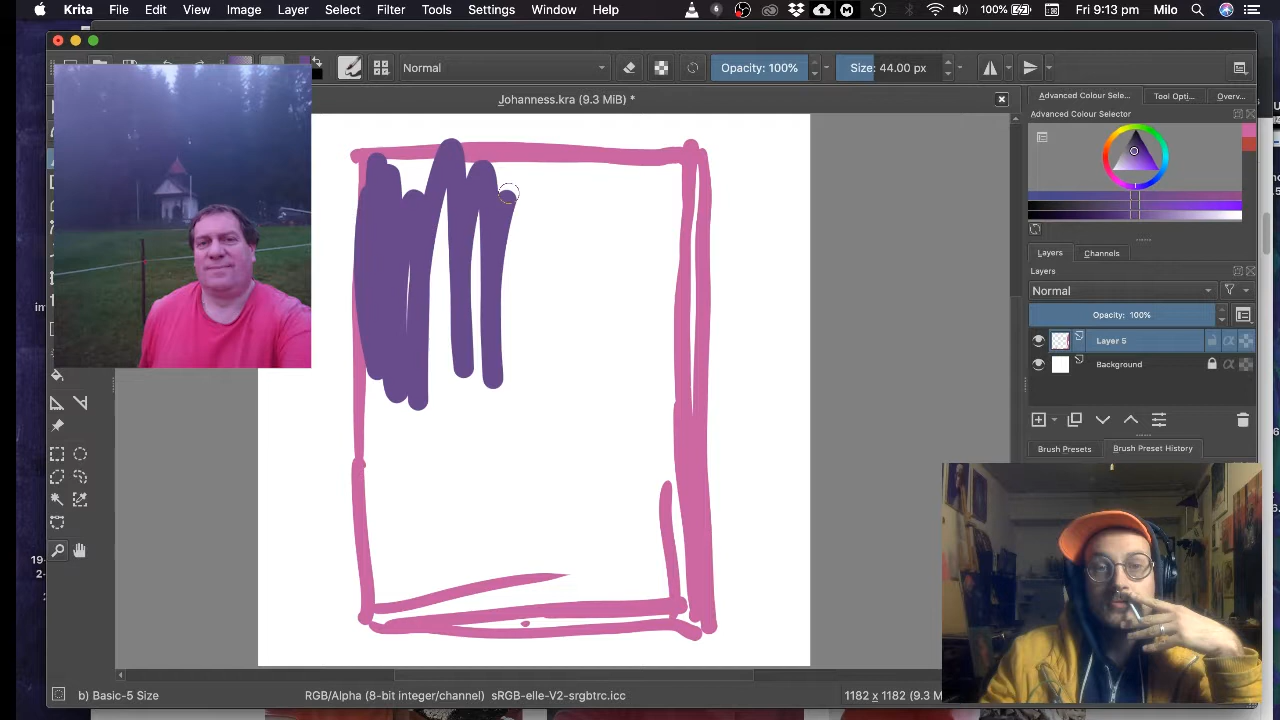 Krita File Edit View Image Layer Select Filter Tools Settings Window Help 100% Fri 9:13 pm Milo
Normal Opacity: 100% Size: 44.00 px
Johanness.kra (9.3 MiB) * Advanced Colour Sele... Tool Opti... Overv...
Advanced Colour Selector
Layers Channels
Layers
Normal
Opacity: 100%
Layer 5
Background
Brush Presets Brush Preset History
b) Basic-5 Size RGB/Alpha (8-bit integer/channel) sRGB-elle-V2-srgbtrc.icc 1182 x 1182 (9.3 M